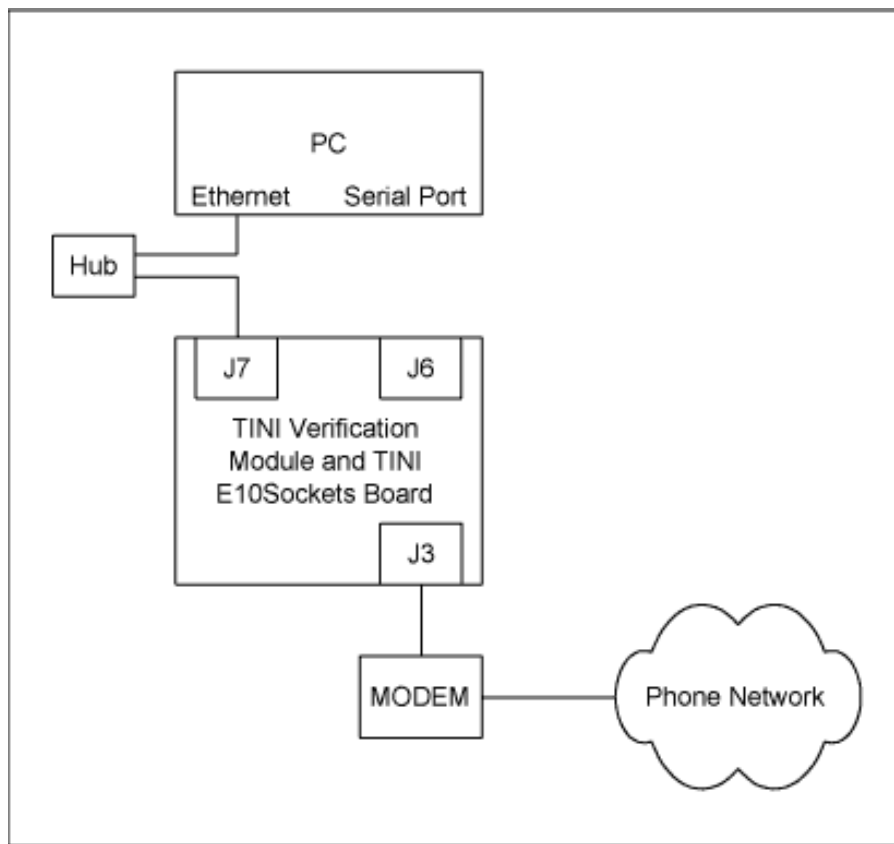 PC
Ethernet
Serial Port
Hub
J7
J6
TINI Verification
Module and TINI
E10Sockets Board
J3
MODEM
Phone Network